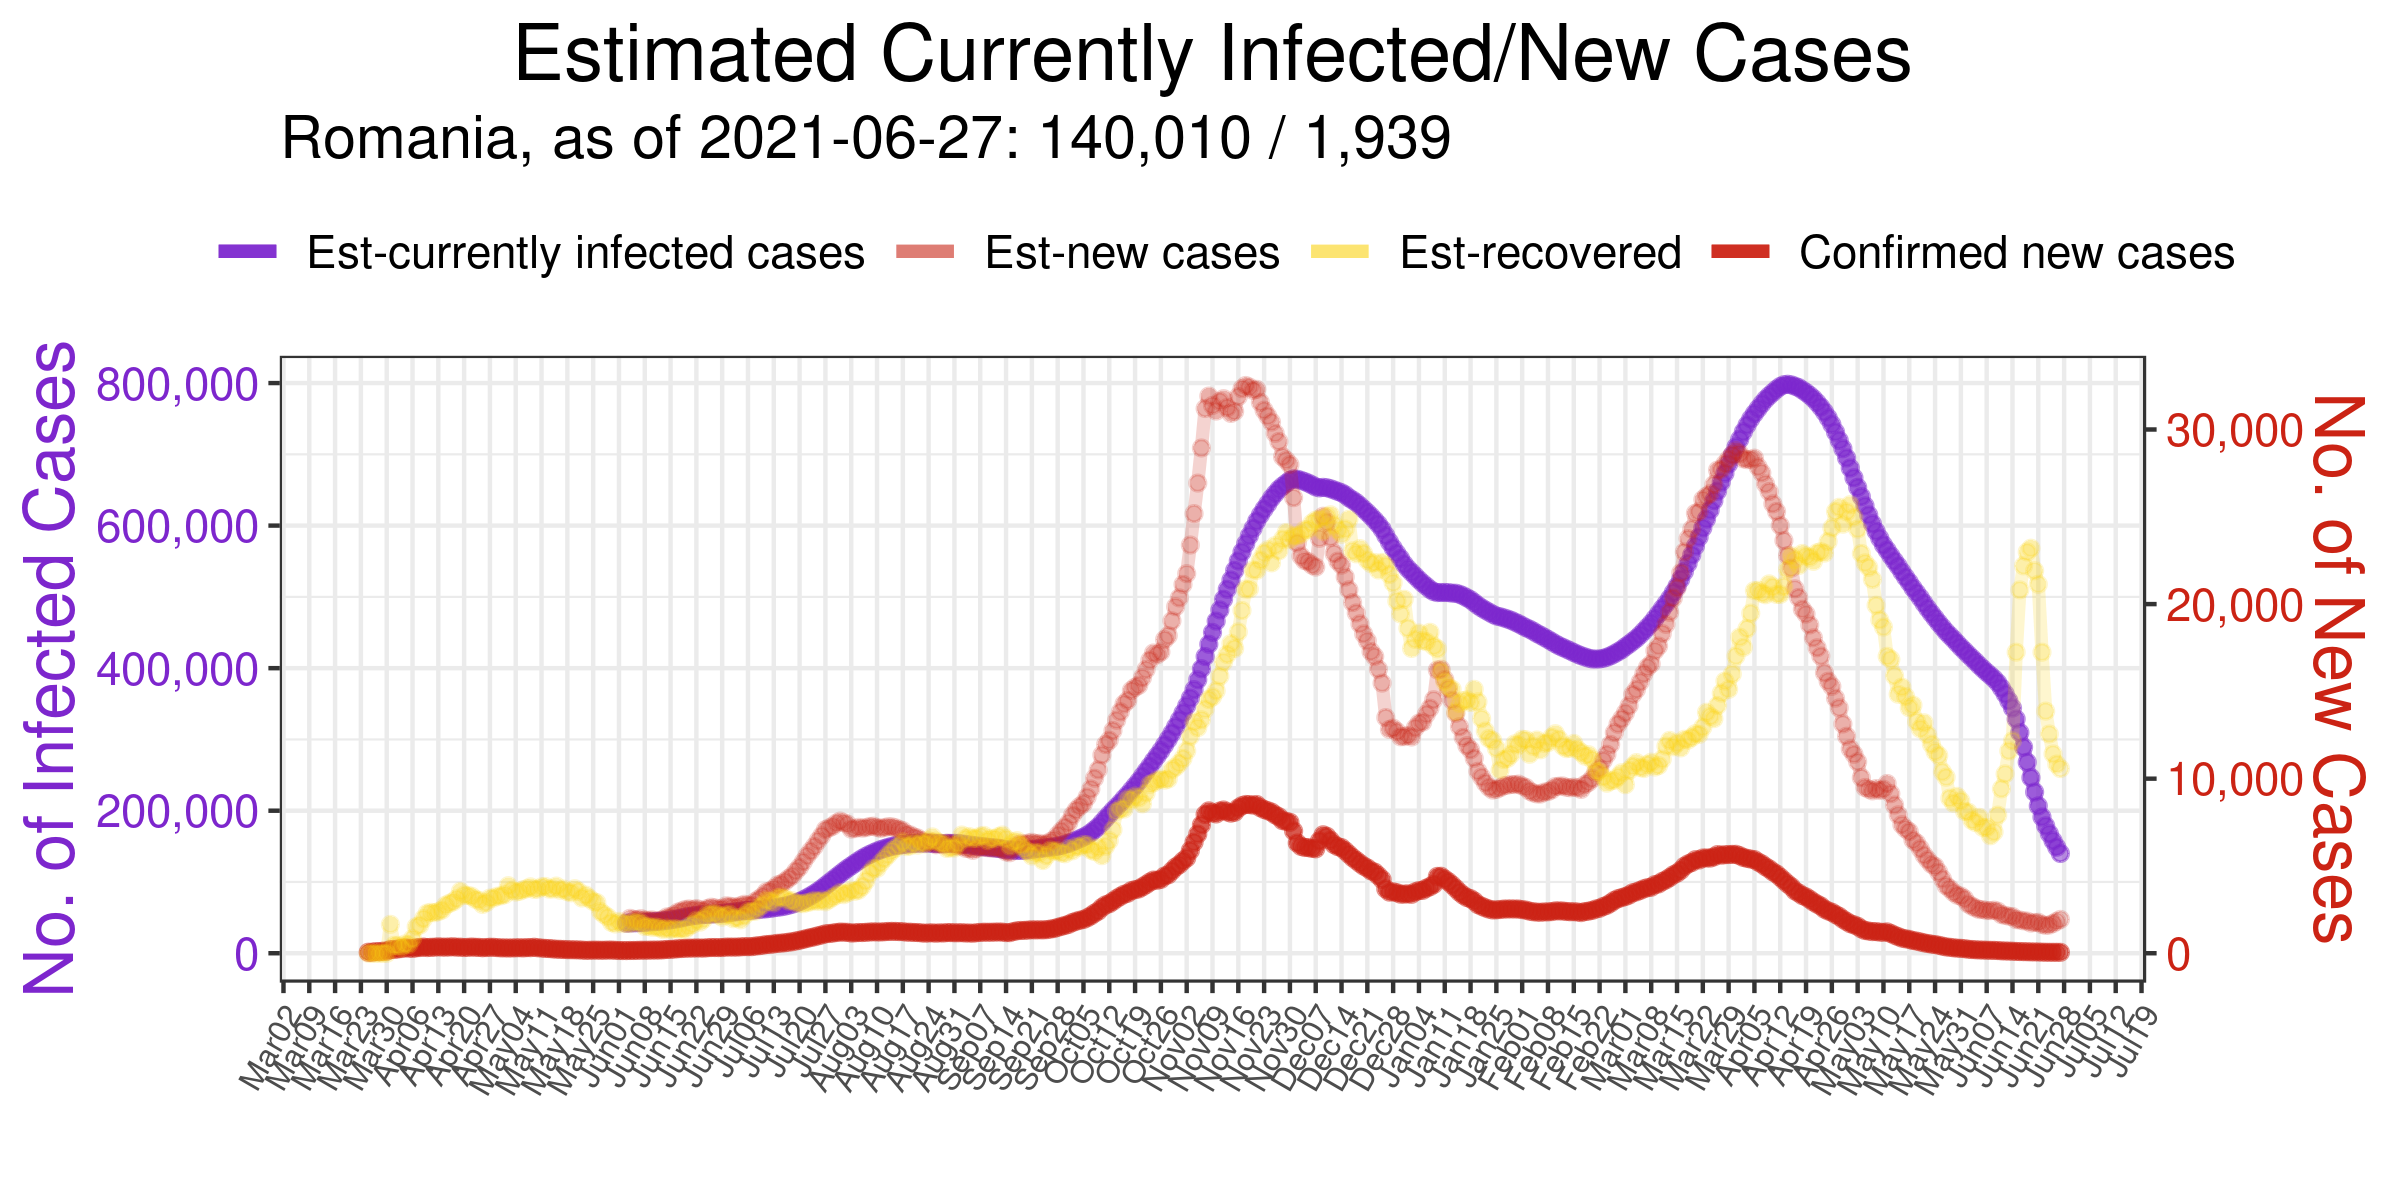 Estimated Currently Infected/New Cases
Romania, as of 2021-06-27: 140,010 / 1,939
Est-currently infected cases
Est-new cases
Est-recovered
Confirmed new cases
No. of Infected Cases
800,000
600,000
400,000
200,000
0
No. of New Cases
30,000
20,000
10,000
0
Mar02
Mar09
Mar16
Mar23
Mar30
Apr06
Apr13
Apr20
Apr27
May04
May11
May18
May25
Jun01
Jun08
Jun15
Jun22
Jun29
Jul06
Jul13
Jul20
Jul27
Aug03
Aug10
Aug17
Aug24
Aug31
Sep07
Sep14
Sep21
Sep28
Oct05
Oct12
Oct19
Oct26
Nov02
Nov09
Nov16
Nov23
Nov30
Dec07
Dec14
Dec21
Dec28
Jan04
Jan11
Jan18
Jan25
Feb01
Feb08
Feb15
Feb22
Mar01
Mar08
Mar15
Mar22
Mar29
Apr05
Apr12
Apr19
Apr26
May03
May10
May17
May24
May31
Jun07
Jun14
Jun21
Jun28
Jul05
Jul12
Jul19